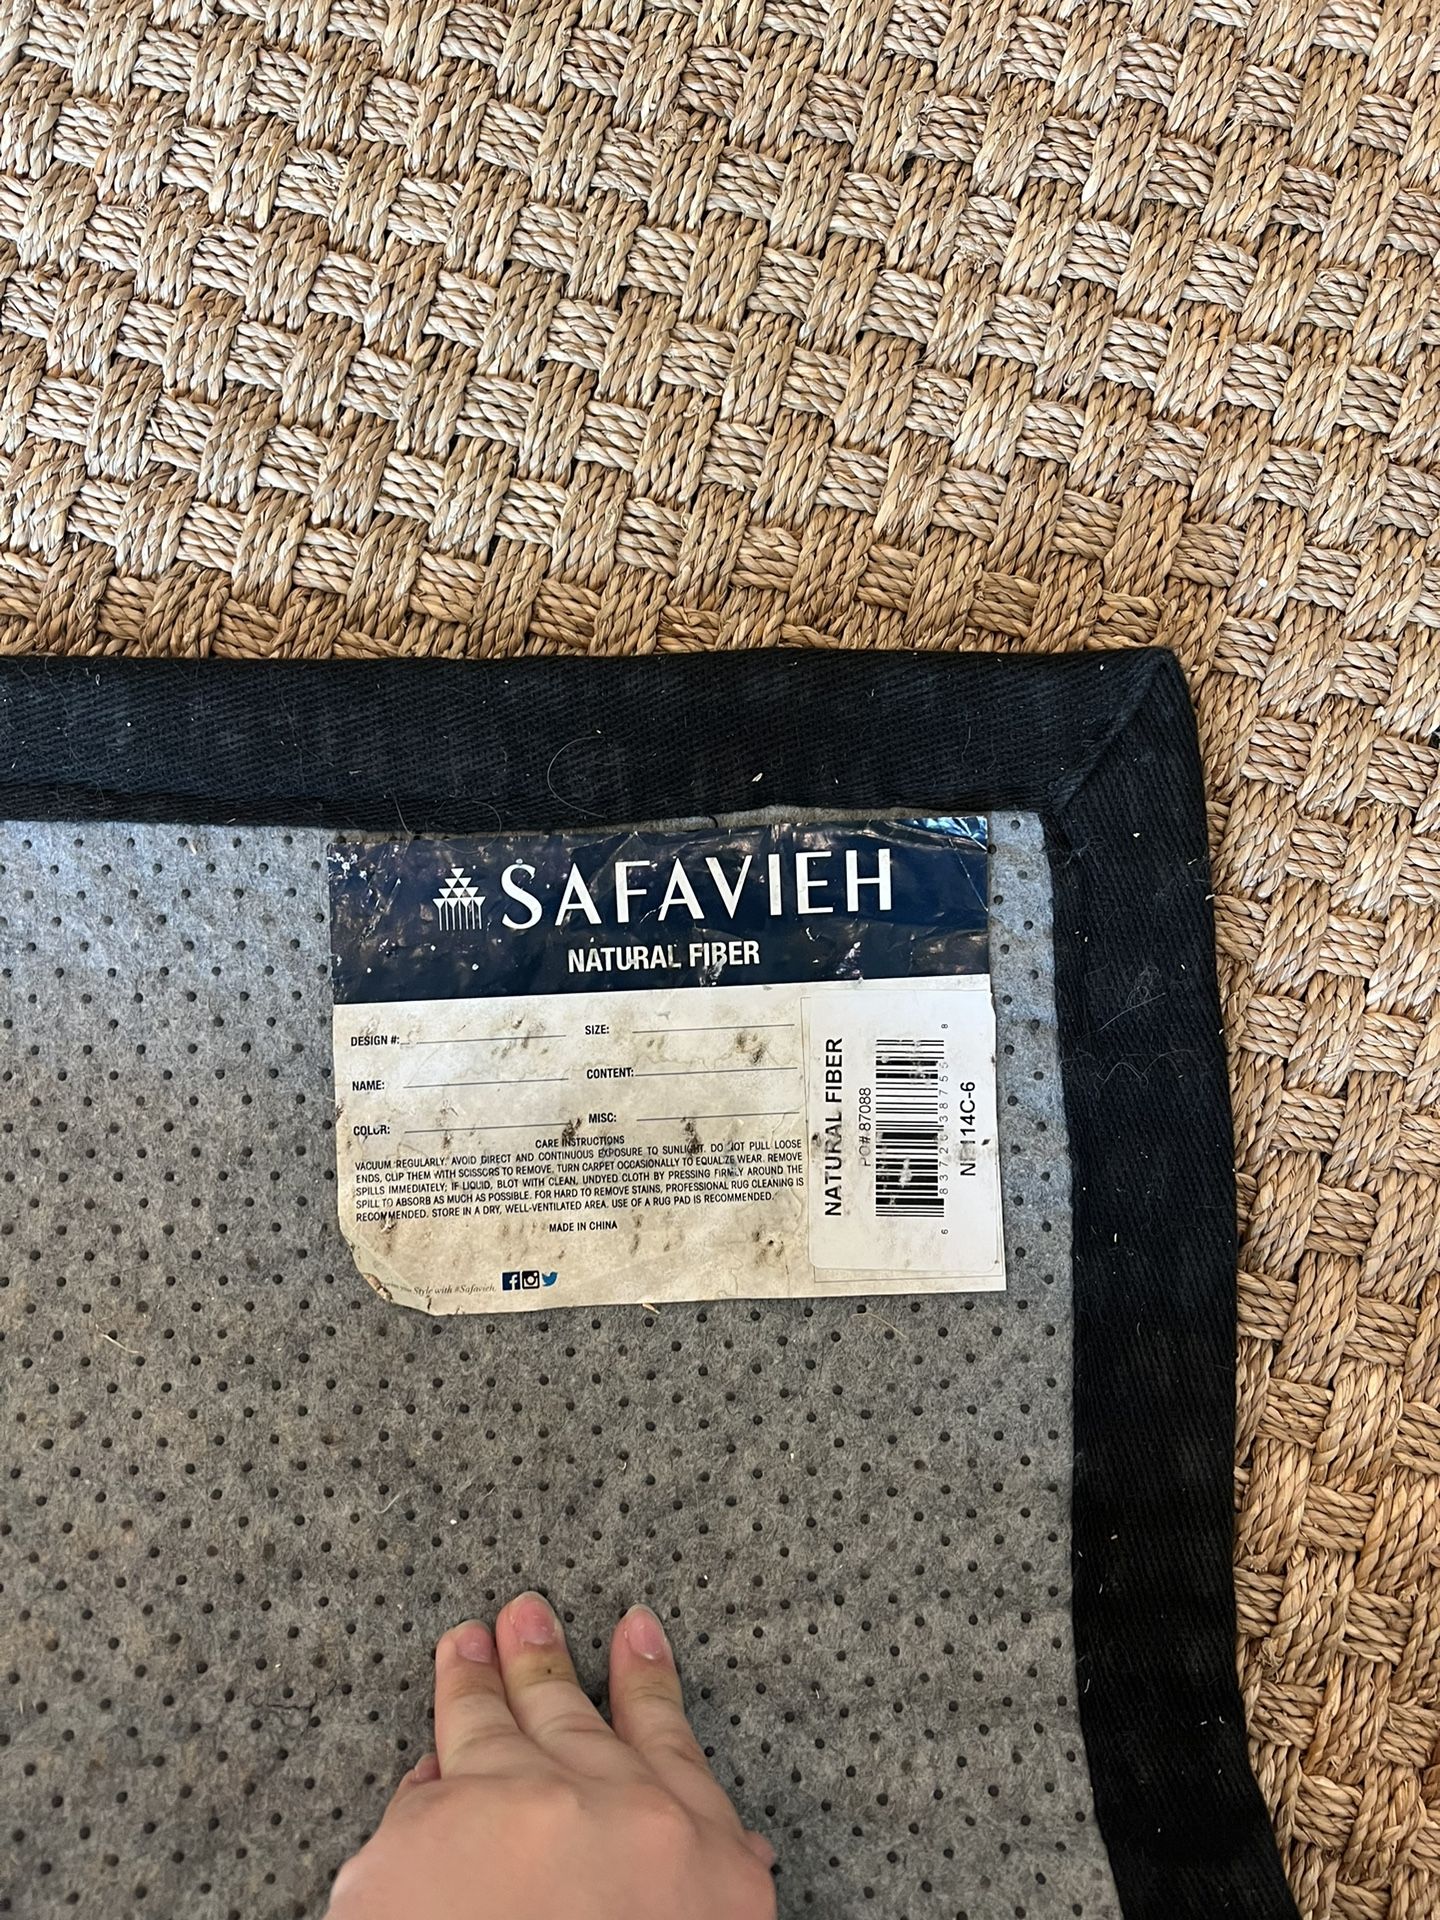 SAFAVIEH
NATURAL FIBER
DESIGN #:
SIZE:
NAME:
CONTENT:
COLOR:
MISC:
CARE INSTRUCTIONS
VACUUM REGULARLY. AVOID DIRECT AND CONTINUOUS EXPOSURE TO SUNLIGHT. DO NOT PULL LOOSE
ENDS, CLIP THEM WITH SCISSORS TO REMOVE. TURN CARPET OCCASIONALLY TO EQUALIZE WEAR. REMOVE
SPILLS IMMEDIATELY; IF LIQUID, BLOT WITH CLEAN, UNDYED CLOTH BY PRESSING FIRMLY AROUND THE
SPILL TO ABSORB AS MUCH AS POSSIBLE. FOR HARD TO REMOVE STAINS, PROFESSIONAL RUG CLEANING IS
RECOMMENDED. STORE IN A DRY, WELL-VENTILATED AREA. USE OF A RUG PAD IS RECOMMENDED.
MADE IN CHINA
Style with #Safavieh.
NATURAL FIBER
PO#:87088
NF114C-6